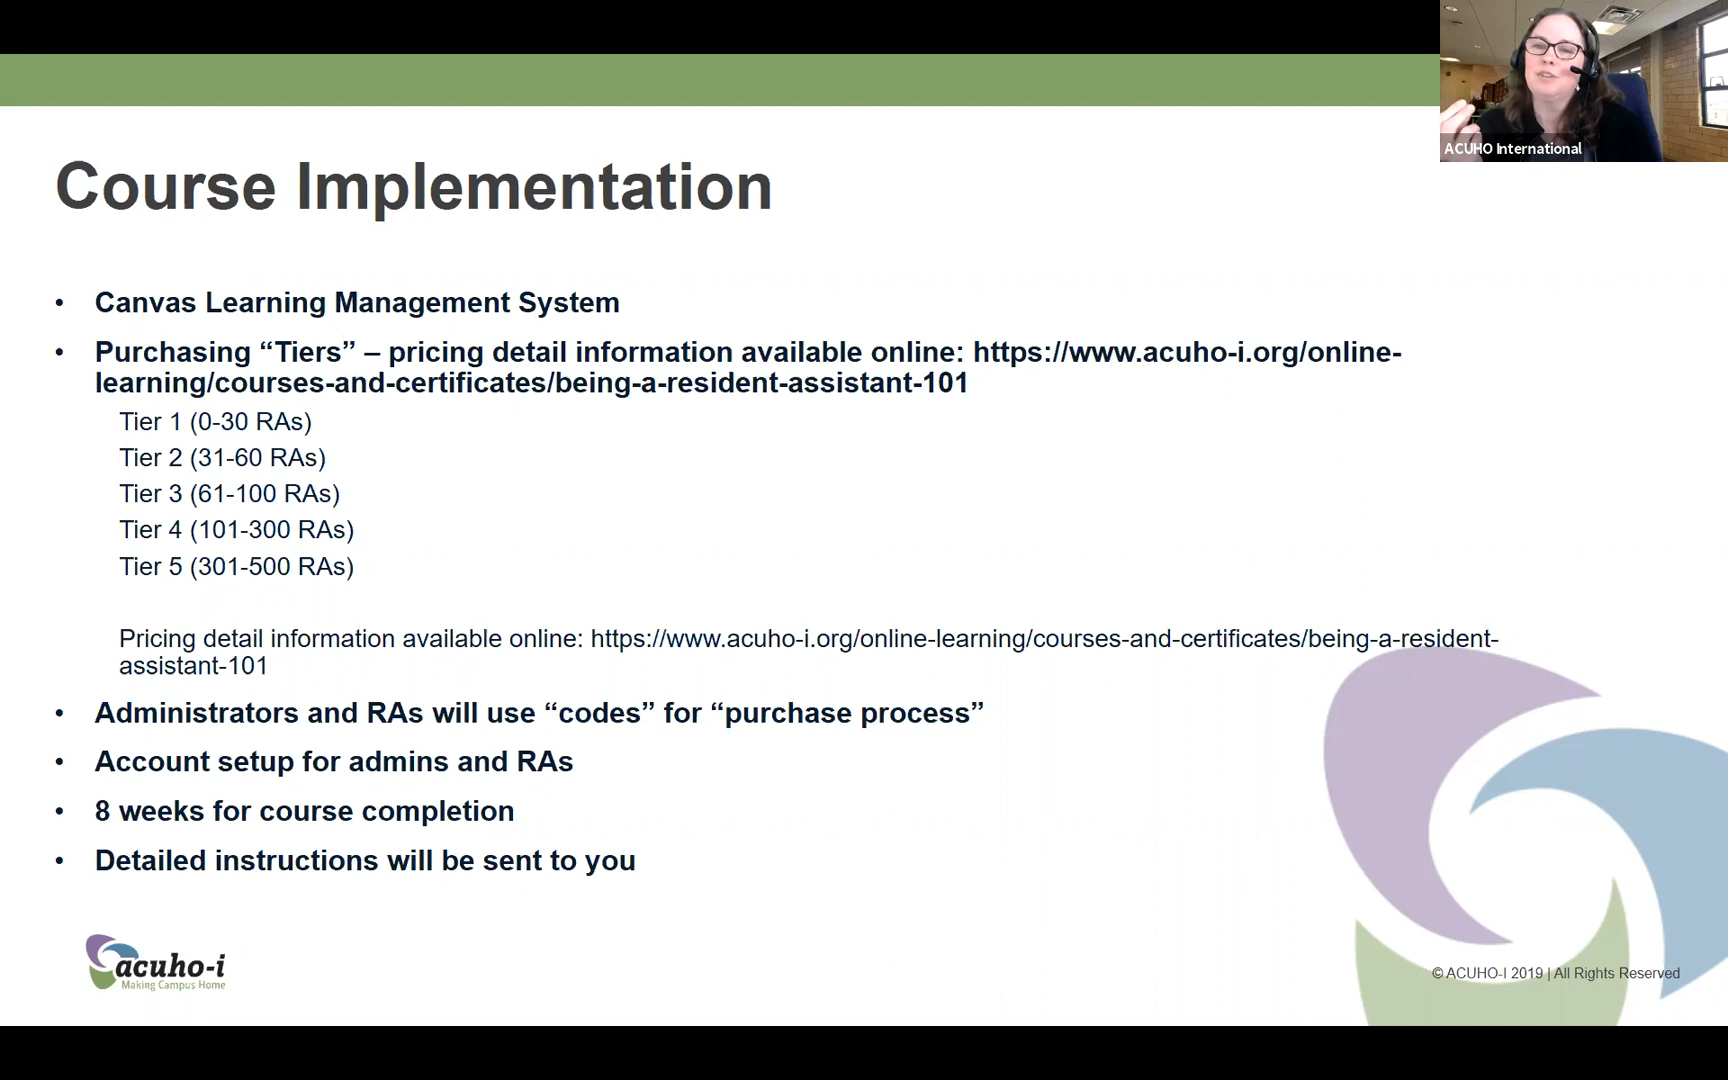 ACUHO International
Course Implementation
• Canvas Learning Management System
• Purchasing “Tiers” – pricing detail information available online: https://www.acuho-i.org/online-
learning/courses-and-certificates/being-a-resident-assistant-101
Tier 1 (0-30 RAs)
Tier 2 (31-60 RAs)
Tier 3 (61-100 RAs)
Tier 4 (101-300 RAs)
Tier 5 (301-500 RAs)
Pricing detail information available online: https://www.acuho-i.org/online-learning/courses-and-certificates/being-a-resident-
assistant-101
• Administrators and RAs will use “codes” for “purchase process”
• Account setup for admins and RAs
• 8 weeks for course completion
• Detailed instructions will be sent to you
acuho-i
Making Campus Home
© ACUHO-I 2019 | All Rights Reserved